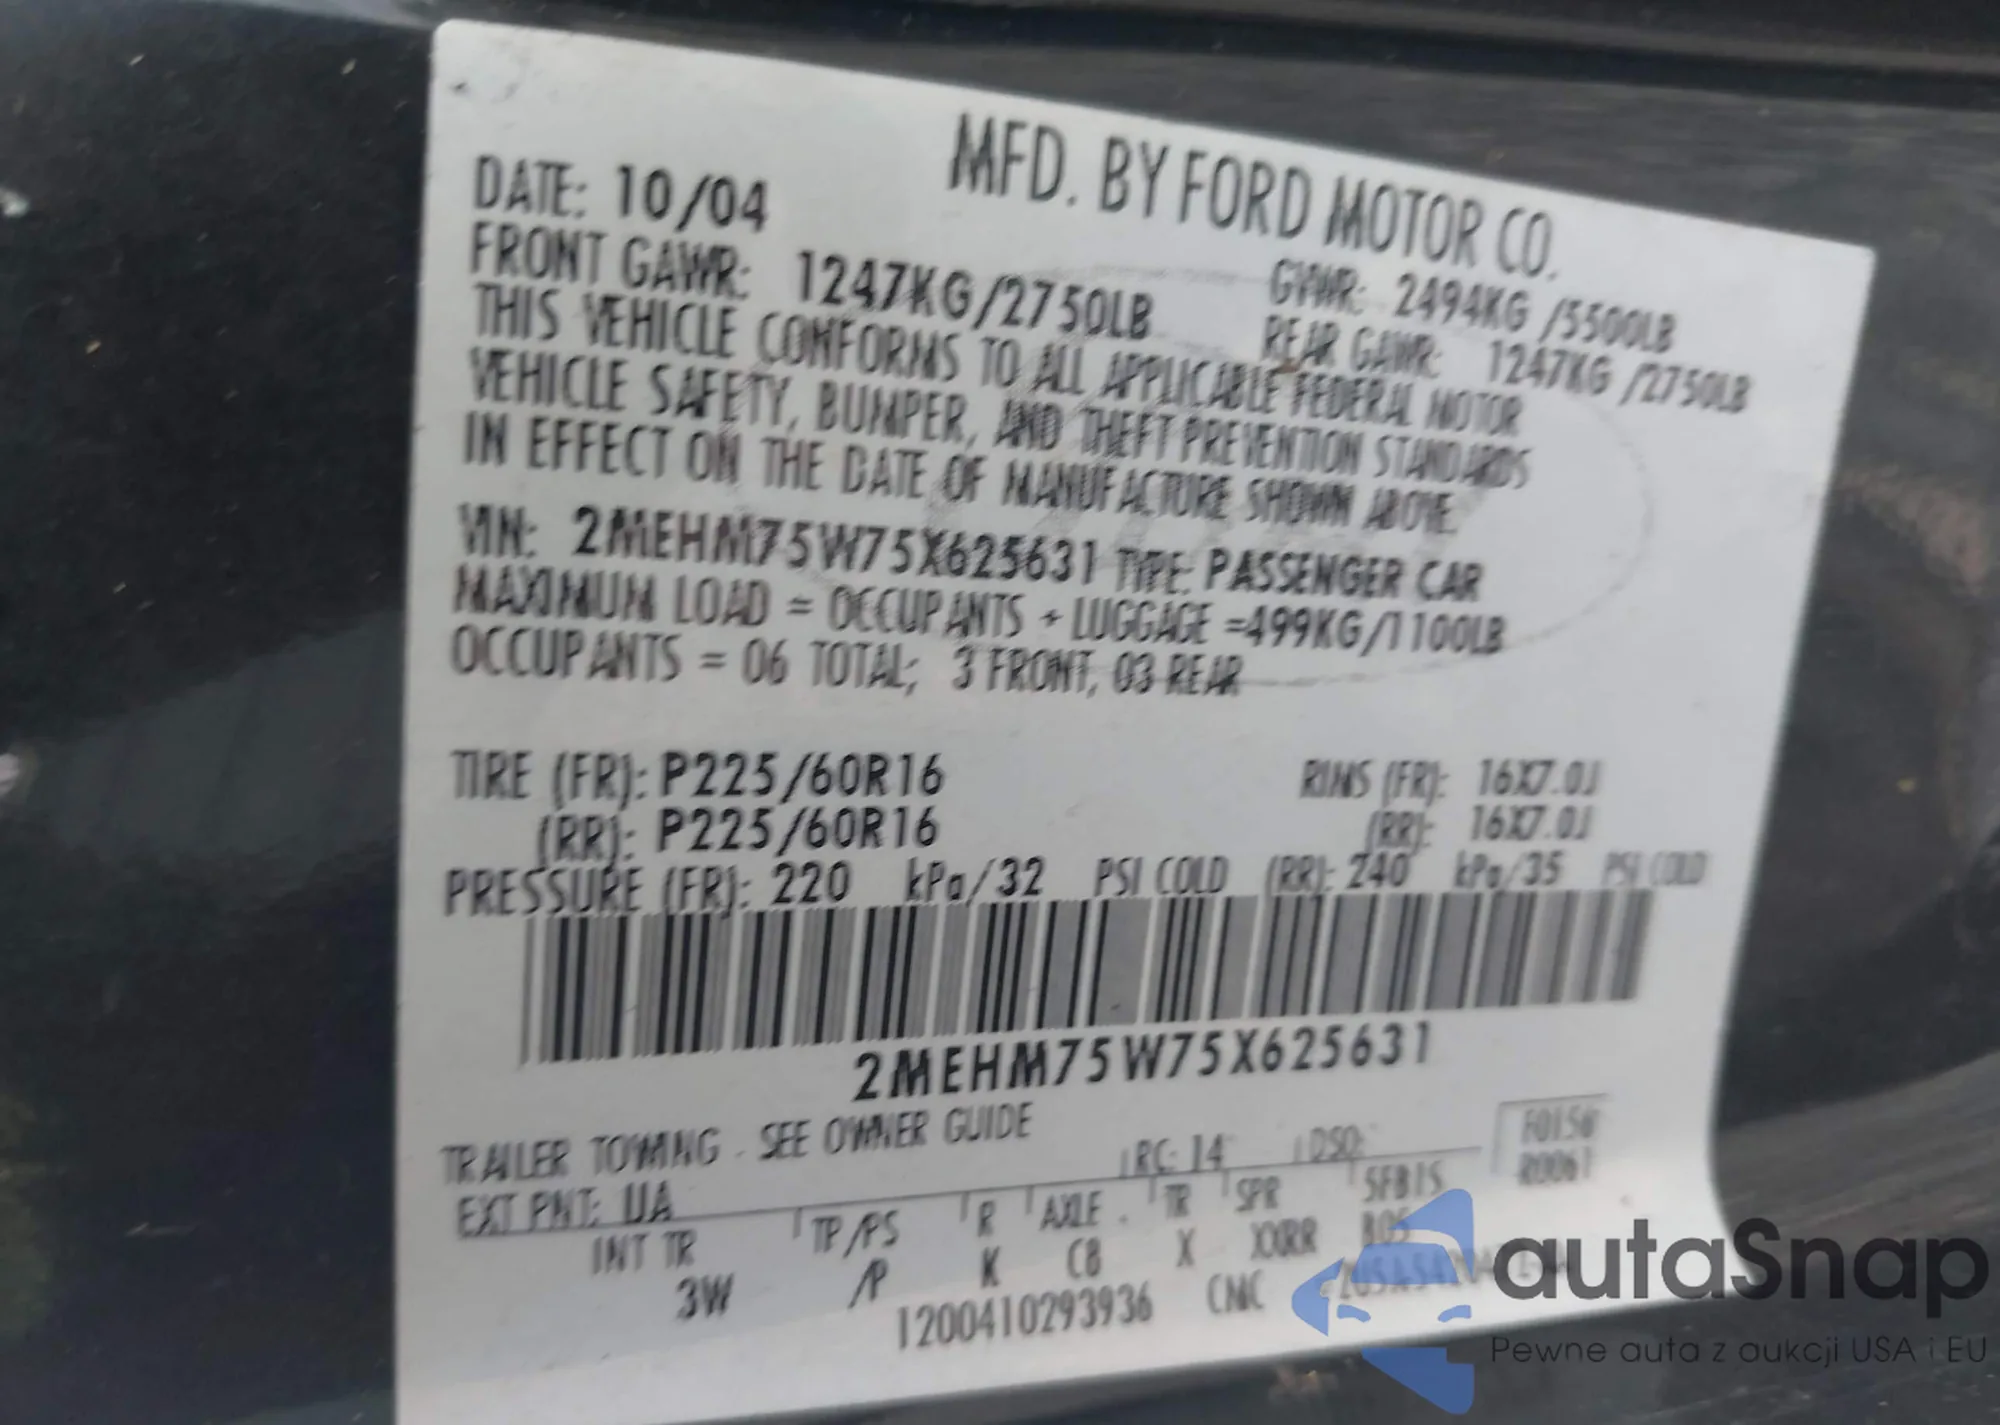 MFD. BY FORD MOTOR CO.
DATE: 10/04
GVWR: 2494KG /5500LB
FRONT GAWR: 1247KG/2750LB
REAR GAWR: 1247KG /2750LB
THIS VEHICLE CONFORMS TO ALL APPLICABLE FEDERAL MOTOR
VEHICLE SAFETY, BUMPER, AND THEFT PREVENTION STANDARDS
IN EFFECT ON THE DATE OF MANUFACTURE SHOWN ABOVE.
VIN: 2MEHM75W75X625631 TYPE: PASSENGER CAR
MAXIMUM LOAD = OCCUPANTS + LUGGAGE =499KG/1100LB
OCCUPANTS = 06 TOTAL; 3 FRONT, 03 REAR
TIRE (FR): P225/60R16 RIMS (FR): 16X7.0J
(RR): P225/60R16 (RR): 16X7.0J
PRESSURE (FR): 220 kPa/32 PSI COLD (RR): 240 kPa/35 PSI COLD
2MEHM75W75X625631
TRAILER TOWING - SEE OWNER GUIDE
EXT PNT: UA RC: 14 DSO:
INT TR TP/PS R AXLE TR SPR
3W /P K C8 X XXRR
1200410293936 CMC
autaSnap
Pewne auta z aukcji USA i EU